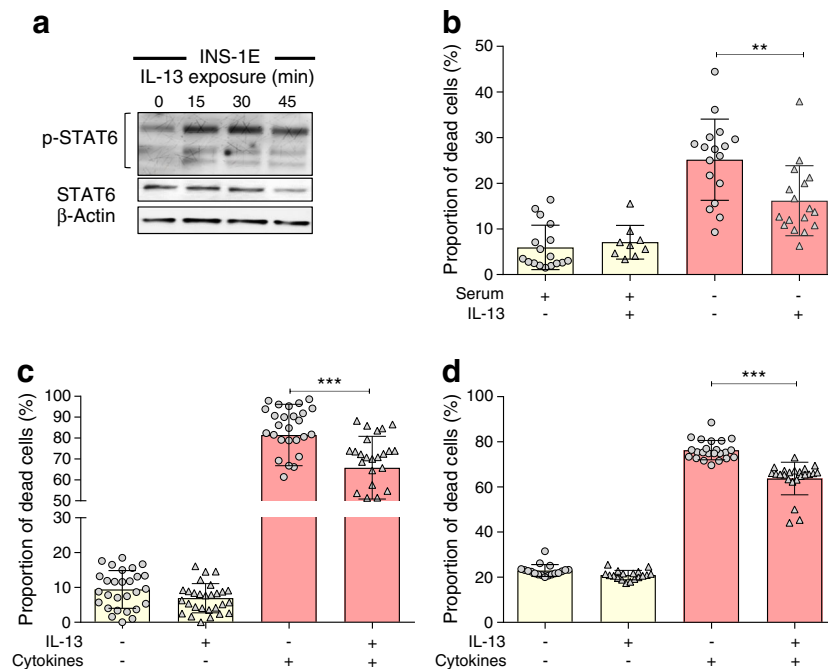 a
INS-1E
IL-13 exposure (min)
0 15 30 45
p-STAT6
STAT6
β-Actin
b
Proportion of dead cells (%)
50
40
30
20
10
0
**
Serum + + - -
IL-13 - + - +
c
Proportion of dead cells (%)
100
90
80
70
60
50
30
20
10
0
***
IL-13 - + - +
Cytokines - - + +
d
Proportion of dead cells (%)
100
80
60
40
20
0
***
IL-13 - + - +
Cytokines - - + +